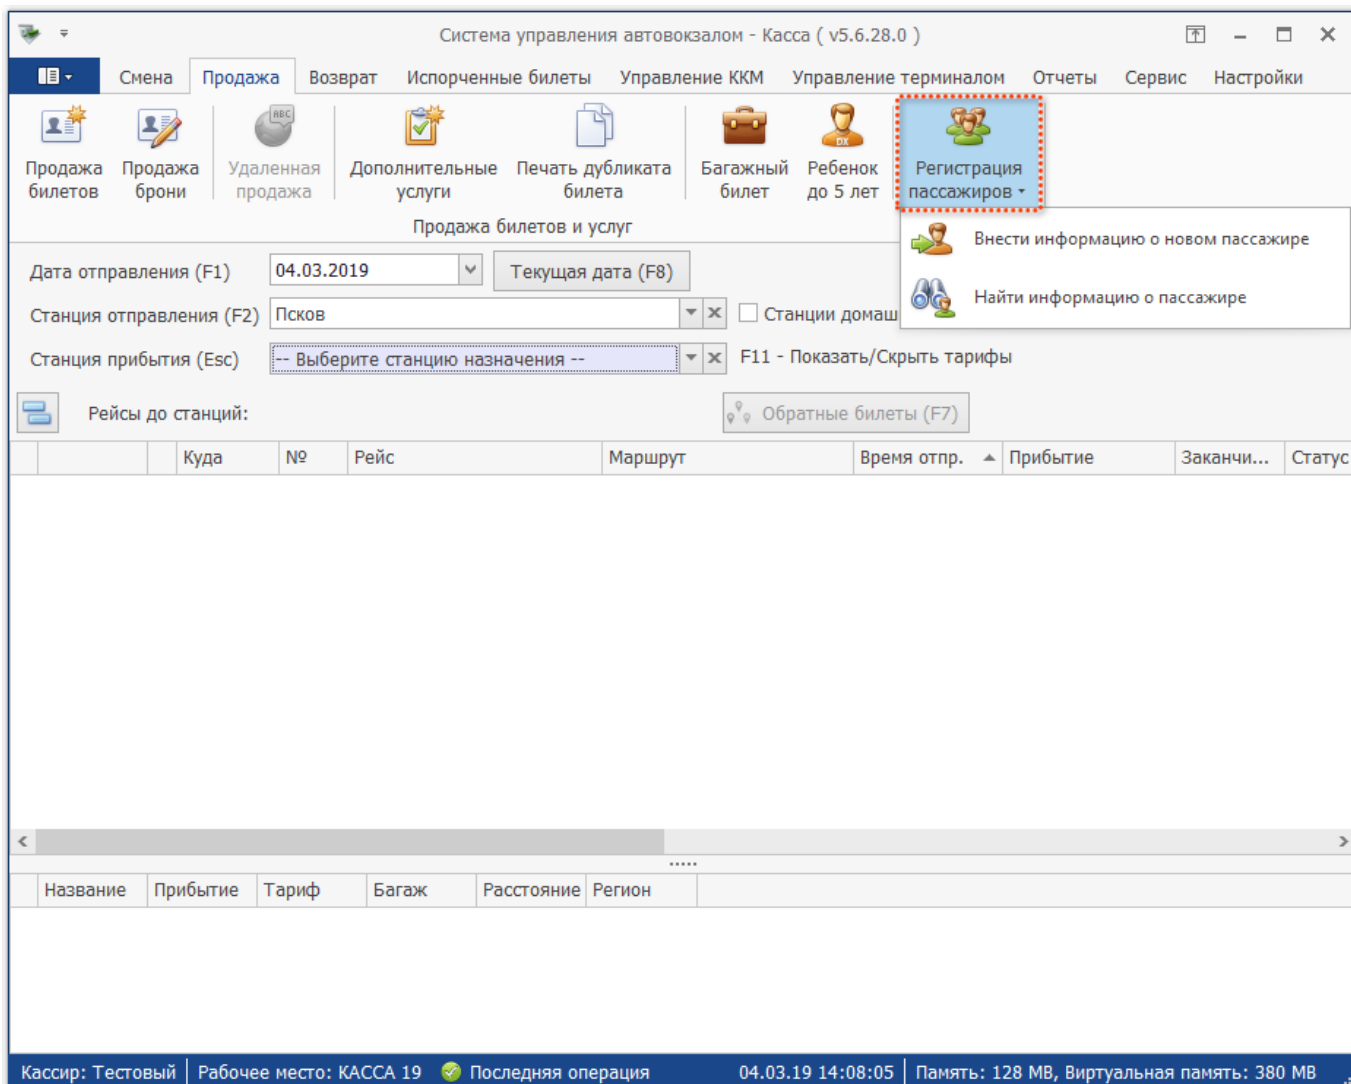 Система управления автовокзалом - Касса ( v5.6.28.0 )
Смена Продажа Возврат Испорченные билеты Управление ККМ Управление терминалом Отчеты Сервис Настройки
Продажа билетов
Продажа брони
ABC
Удаленная продажа
Дополнительные услуги
Печать дубликата билета
Багажный билет
DX
Ребенок до 5 лет
Регистрация пассажиров
Продажа билетов и услуг
Внести информацию о новом пассажире
Найти информацию о пассажире
Дата отправления (F1) 04.03.2019 Текущая дата (F8)
Станция отправления (F2) Псков Станции домаш
Станция прибытия (Esc) -- Выберите станцию назначения -- F11 - Показать/Скрыть тарифы
Рейсы до станций: Обратные билеты (F7)
Куда № Рейс Маршрут Время отпр. Прибытие Заканчи... Статус
Название Прибытие Тариф Багаж Расстояние Регион
Кассир: Тестовый Рабочее место: КАССА 19 Последняя операция 04.03.19 14:08:05 Память: 128 MB, Виртуальная память: 380 MB